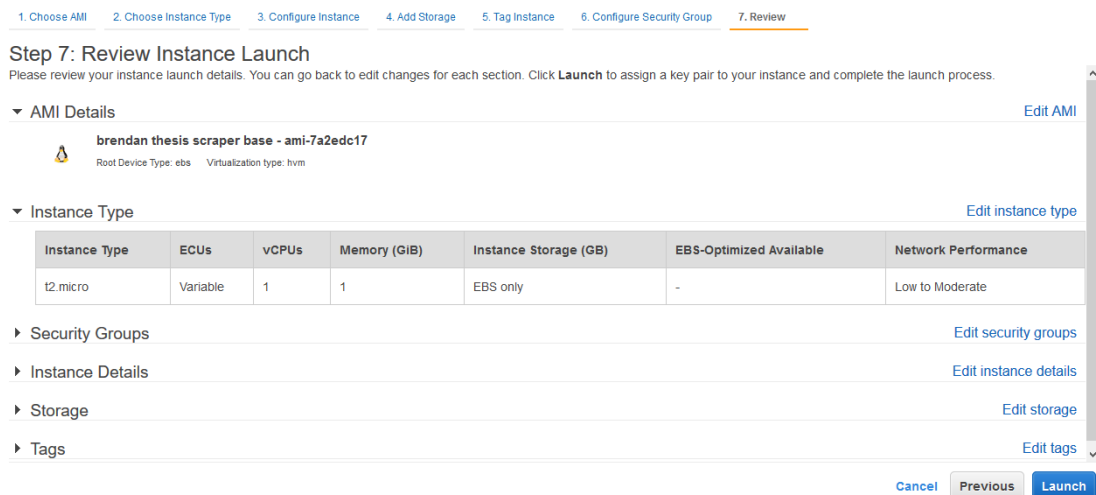 1. Choose AMI 2. Choose Instance Type 3. Configure Instance 4. Add Storage 5. Tag Instance 6. Configure Security Group 7. Review
Step 7: Review Instance Launch
Please review your instance launch details. You can go back to edit changes for each section. Click Launch to assign a key pair to your instance and complete the launch process.
AMI Details Edit AMI
brendan thesis scraper base - ami-7a2edc17
Root Device Type: ebs Virtualization type: hvm
Instance Type Edit instance type
Instance Type ECUs vCPUs Memory (GiB) Instance Storage (GB) EBS-Optimized Available Network Performance
t2.micro Variable 1 1 EBS only - Low to Moderate
Security Groups Edit security groups
Instance Details Edit instance details
Storage Edit storage
Tags Edit tags
Cancel Previous Launch